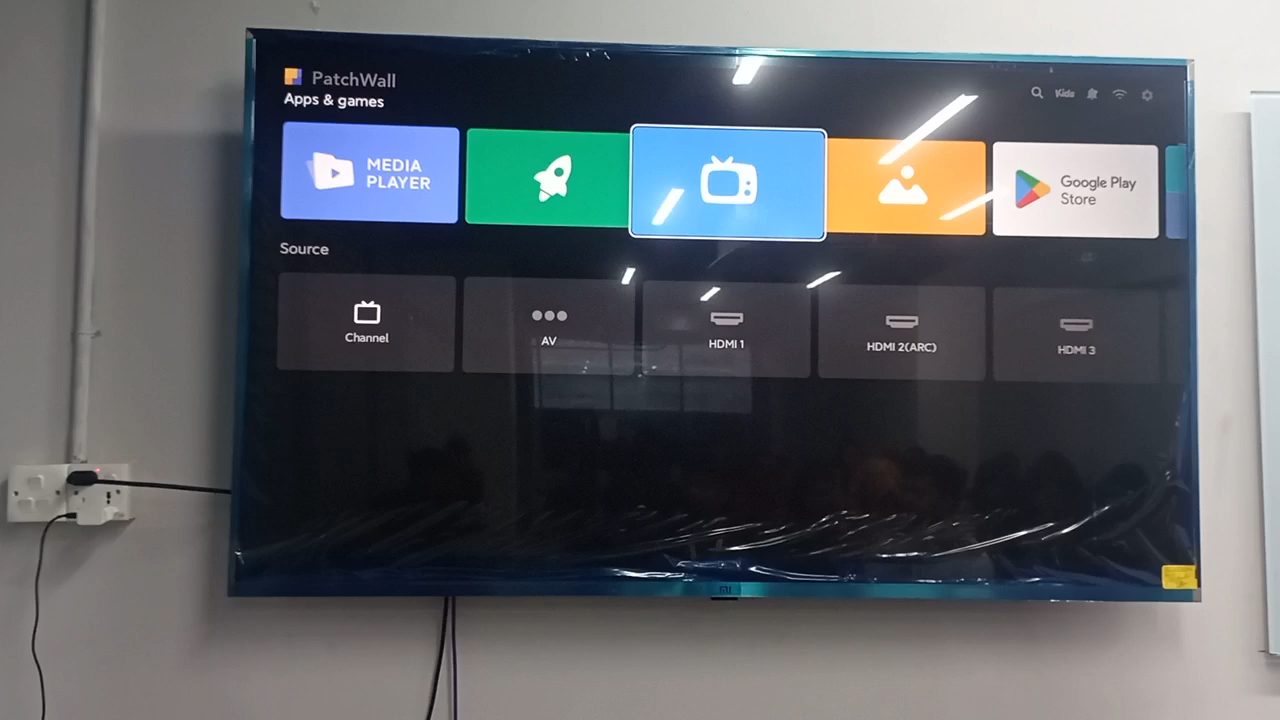 PatchWall
Apps & games
Kids
MEDIA
PLAYER
Google Play
Store
Source
Channel
AV
HDMI 1
HDMI 2(ARC)
HDMI 3
mi